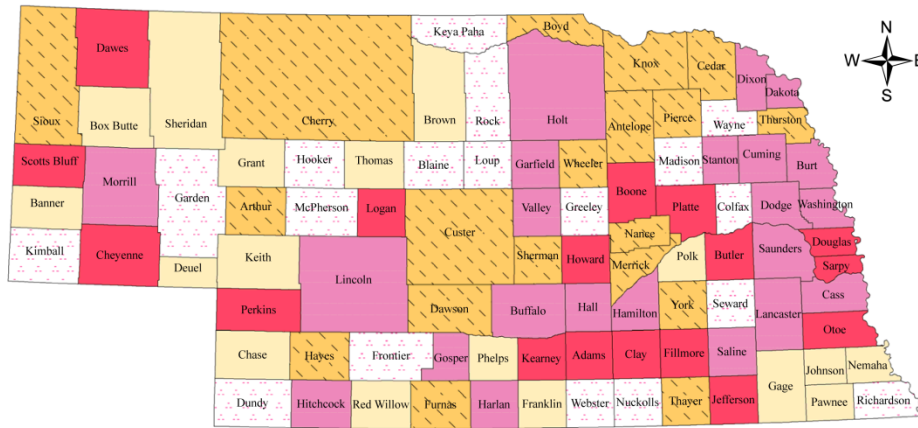 Dawes
Keya Paha
Boyd
N
W E
S
Knox
Cedar
Dixon
Dakota
Sioux
Box Butte
Sheridan
Cherry
Brown
Rock
Holt
Antelope
Pierce
Wayne
Thurston
Scotts Bluff
Morrill
Garden
Grant
Hooker
Thomas
Blaine
Loup
Garfield
Wheeler
Boone
Madison
Stanton
Cuming
Burt
Banner
Arthur
McPherson
Logan
Custer
Valley
Greeley
Nance
Platte
Colfax
Dodge
Washington
Kimball
Cheyenne
Deuel
Keith
Lincoln
Sherman
Howard
Merrick
Polk
Butler
Saunders
Douglas
Sarpy
Perkins
Dawson
Buffalo
Hall
Hamilton
York
Seward
Lancaster
Cass
Otoe
Chase
Hayes
Frontier
Gosper
Phelps
Kearney
Adams
Clay
Fillmore
Saline
Gage
Johnson
Nemaha
Dundy
Hitchcock
Red Willow
Furnas
Harlan
Franklin
Webster
Nuckolls
Thayer
Jefferson
Pawnee
Richardson